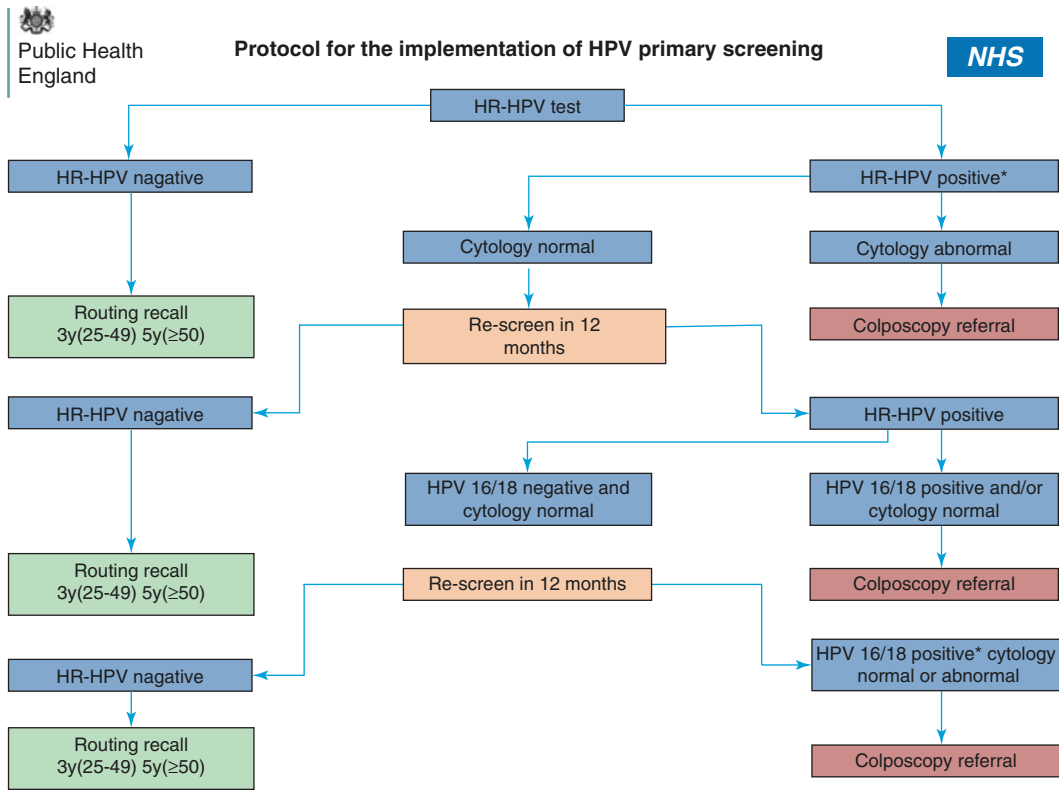 Public Health
England
Protocol for the implementation of HPV primary screening
NHS
HR-HPV test
HR-HPV nagative
HR-HPV positive*
Cytology normal
Cytology abnormal
Routing recall
3y(25-49) 5y(≥50)
Re-screen in 12
months
Colposcopy referral
HR-HPV nagative
HR-HPV positive
HPV 16/18 negative and
cytology normal
HPV 16/18 positive and/or
cytology normal
Routing recall
3y(25-49) 5y(≥50)
Re-screen in 12 months
Colposcopy referral
HR-HPV nagative
HPV 16/18 positive* cytology
normal or abnormal
Routing recall
3y(25-49) 5y(≥50)
Colposcopy referral